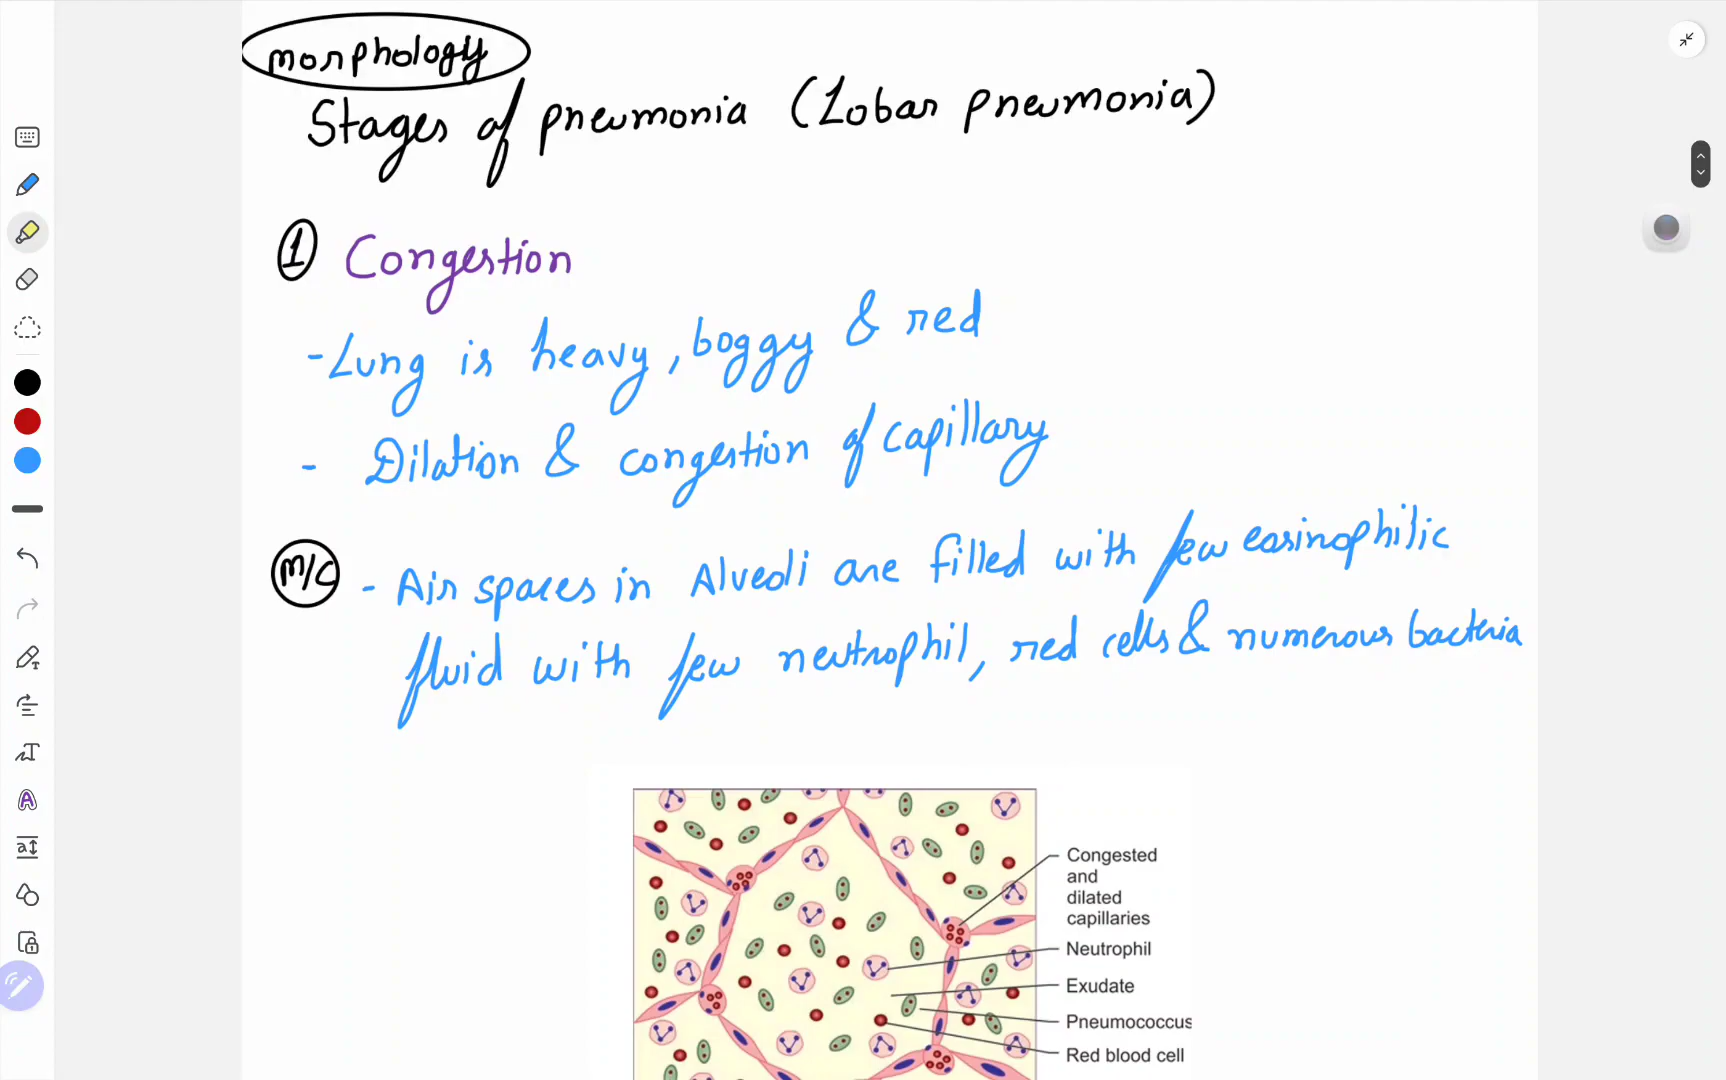 morphology
Stages of pneumonia (Lobar pneumonia)
1 Congestion
- Lung is heavy, boggy & red
- Dilation & congestion of capillary
M/C - Air spaces in Alveoli are filled with few eosinophilic
fluid with few neutrophil, red cells & numerous bacteria
Congested
and
dilated
capillaries
Neutrophil
Exudate
Pneumococcus
Red blood cell